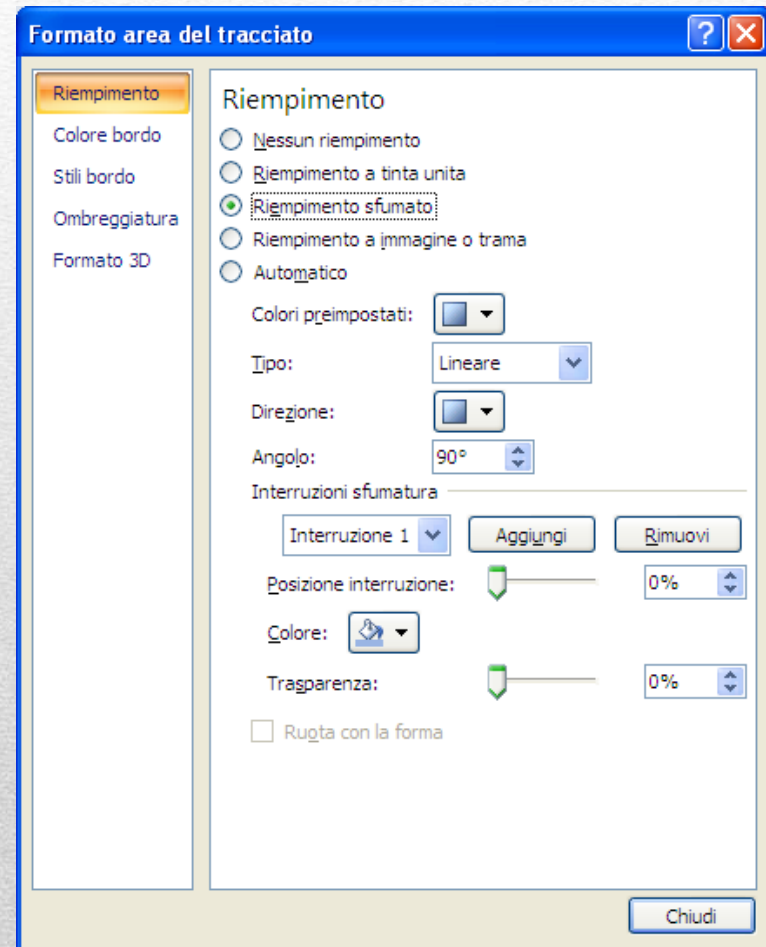 Formato area del tracciato
Riempimento
Colore bordo
Stili bordo
Ombreggiatura
Formato 3D
Riempimento
Nessun riempimento
Riempimento a tinta unita
Riempimento sfumato
Riempimento a immagine o trama
Automatico
Colori preimpostati:
Tipo: Lineare
Direzione:
Angolo: 90°
Interruzioni sfumatura
Interruzione 1 Aggiungi Rimuovi
Posizione interruzione: 0%
Colore:
Trasparenza: 0%
Ruota con la forma
Chiudi